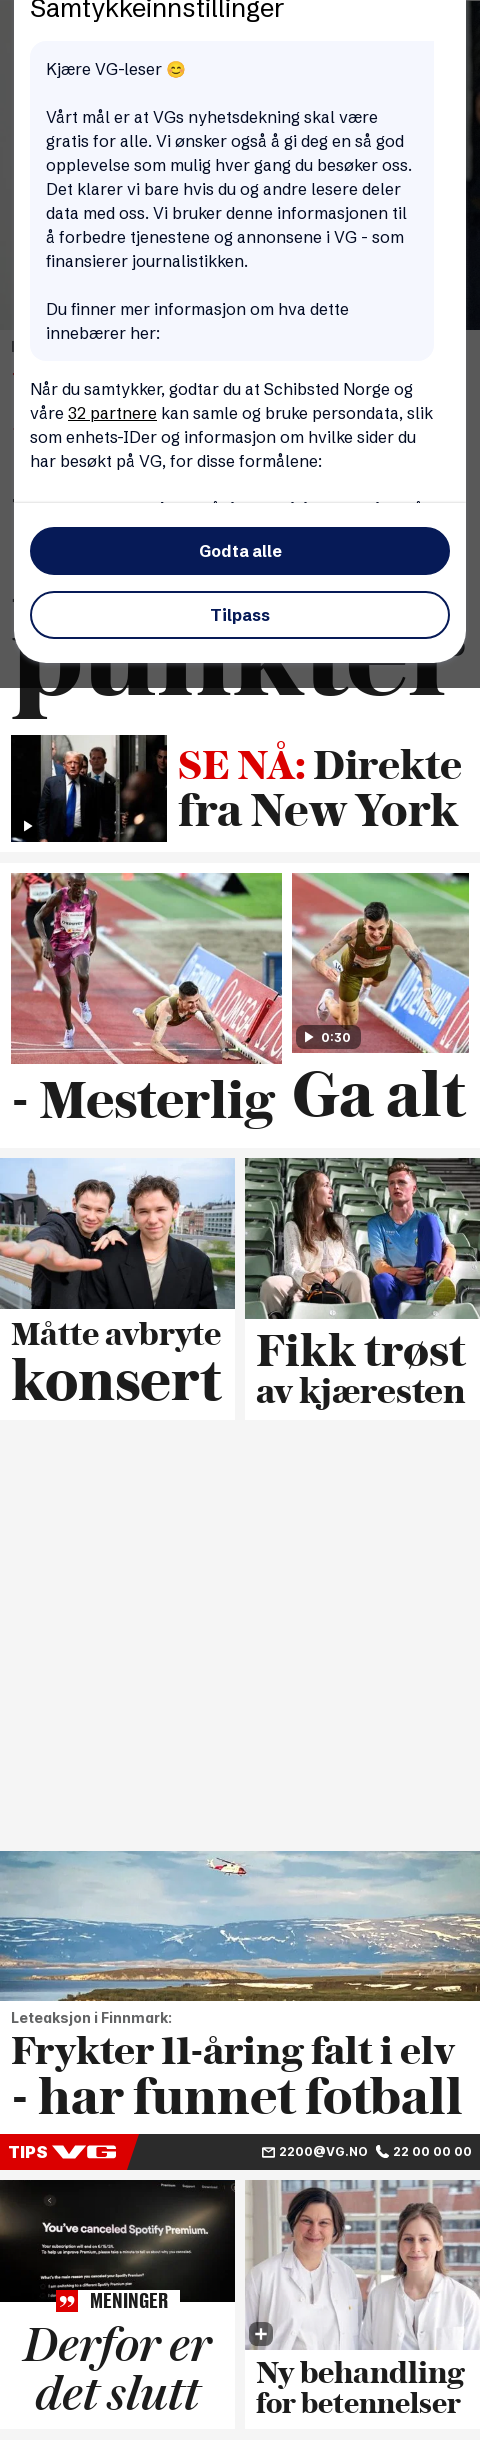 Samtykkeinnstillinger
Kjære VG-leser 😊
Vårt mål er at VGs nyhetsdekning skal være
gratis for alle. Vi ønsker også å gi deg en så god
opplevelse som mulig hver gang du besøker oss.
Det klarer vi bare hvis du og andre lesere deler
data med oss. Vi bruker denne informasjonen til
å forbedre tjenestene og annonsene i VG - som
finansierer journalistikken.
Du finner mer informasjon om hva dette
innebærer her:
Når du samtykker, godtar du at Schibsted Norge og
våre 32 partnere kan samle og bruke persondata, slik
som enhets-IDer og informasjon om hvilke sider du
har besøkt på VG, for disse formålene:
Godta alle
Tilpass
punkter
SE NÅ: Direkte
fra New York
0:30
- Mesterlig
Ga alt
Måtte avbryte
konsert
Fikk trøst
av kjæresten
Leteaksjon i Finnmark:
Frykter 11-åring falt i elv
- har funnet fotball
TIPS VG
2200@VG.NO 22 00 00 00
You've canceled Spotify Premium.
MENINGER
Derfor er
det slutt
Ny behandling
for betennelser